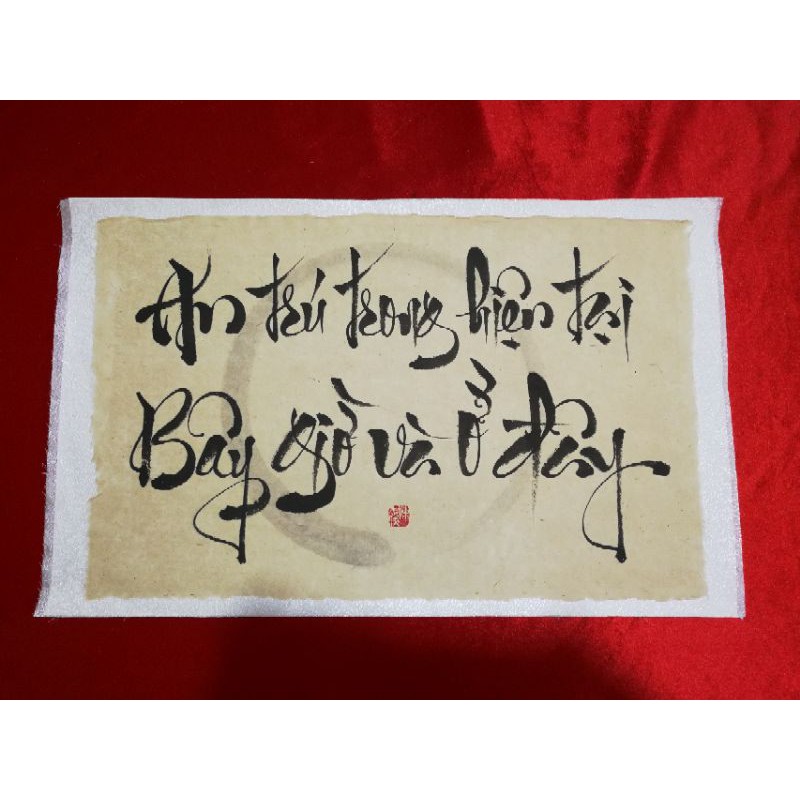 An trú trong hiện tại
Bây giờ và ở đây